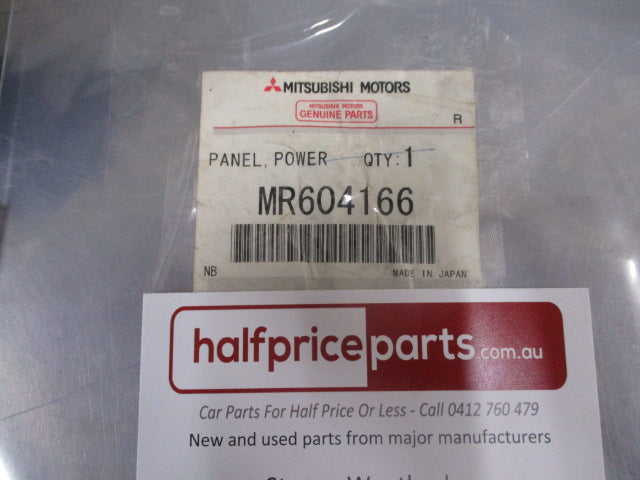 MITSUBISHI MOTORS
MITSUBISHI MOTORS
GENUINE PARTS
R
PANEL, POWER QTY:1
MR604166
NB MADE IN JAPAN
halfpriceparts.com.au
Car Parts For Half Price Or Less - Call 0412 760 479
New and used parts from major manufacturers